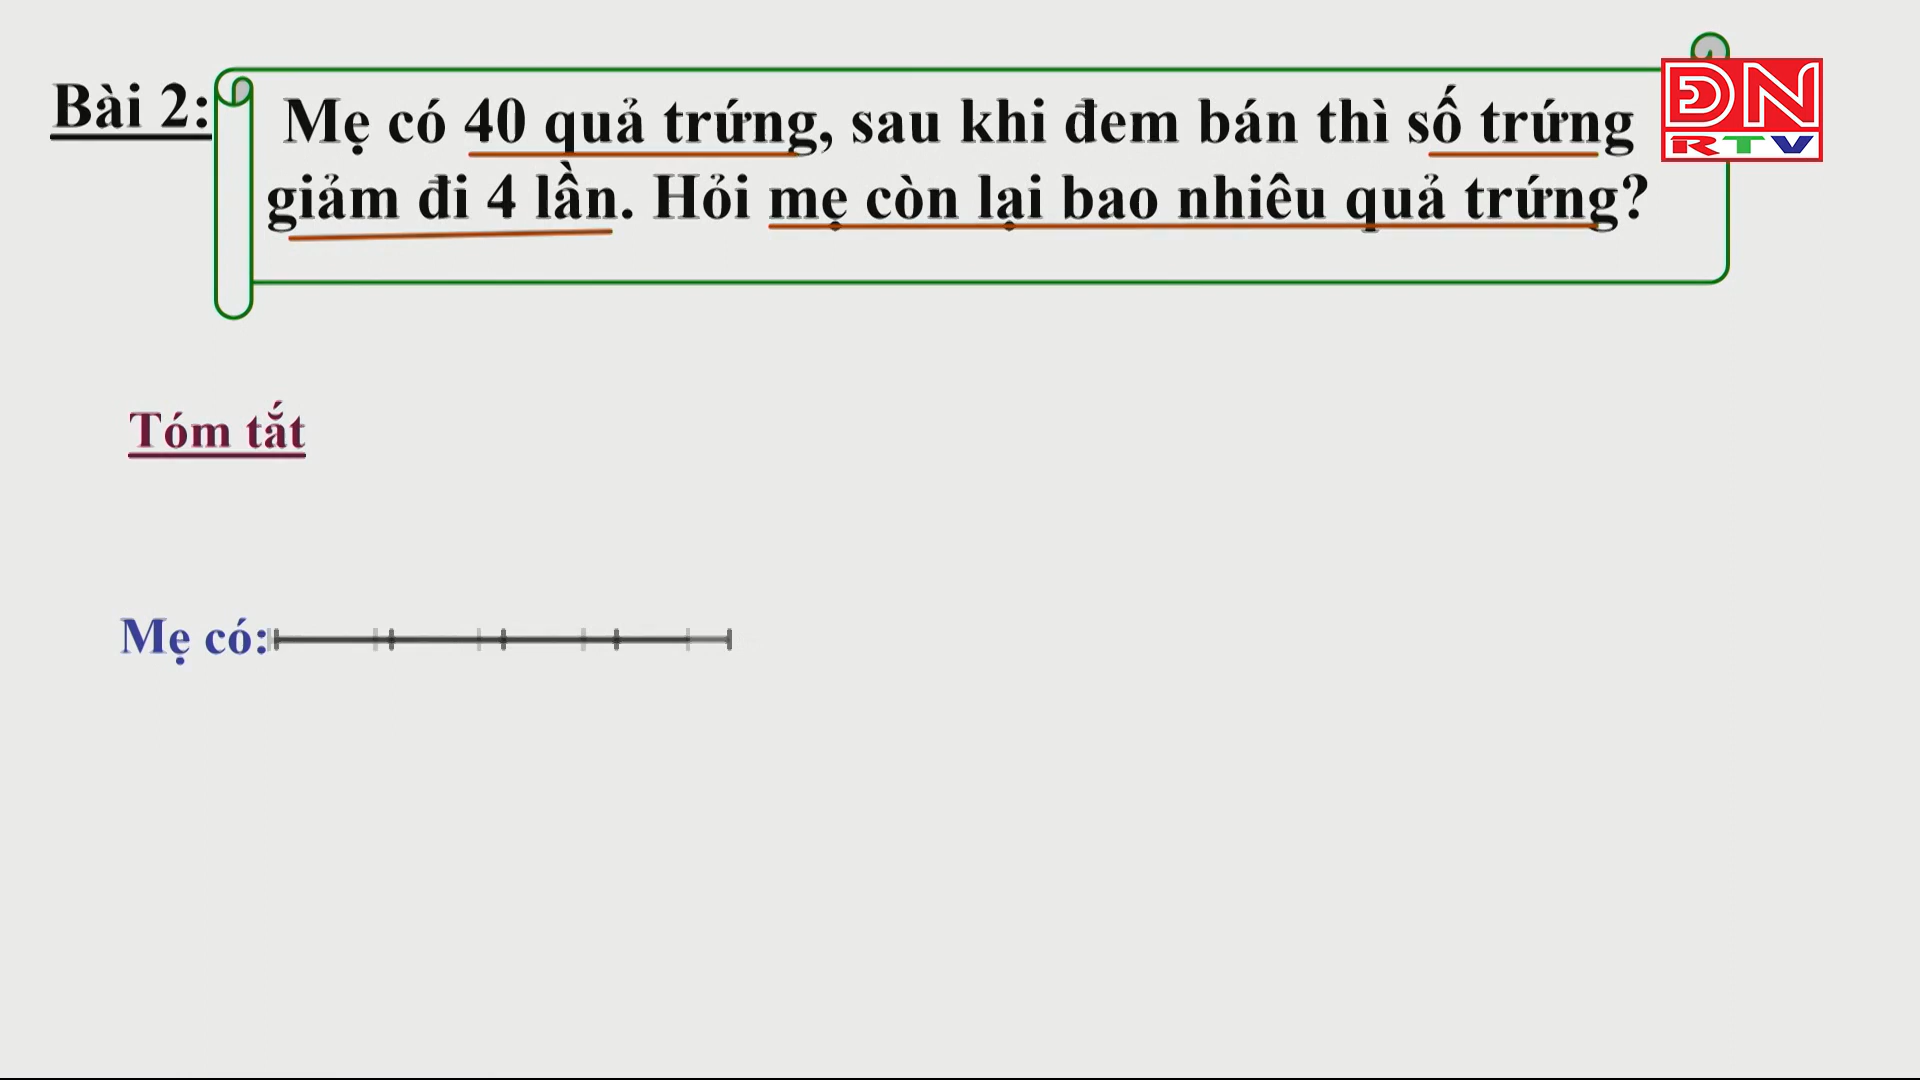 Bài 2:
Mẹ có 40 quả trứng, sau khi đem bán thì số trứng
giảm đi 4 lần. Hỏi mẹ còn lại bao nhiêu quả trứng?
ĐN
RTV
Tóm tắt
Mẹ có: